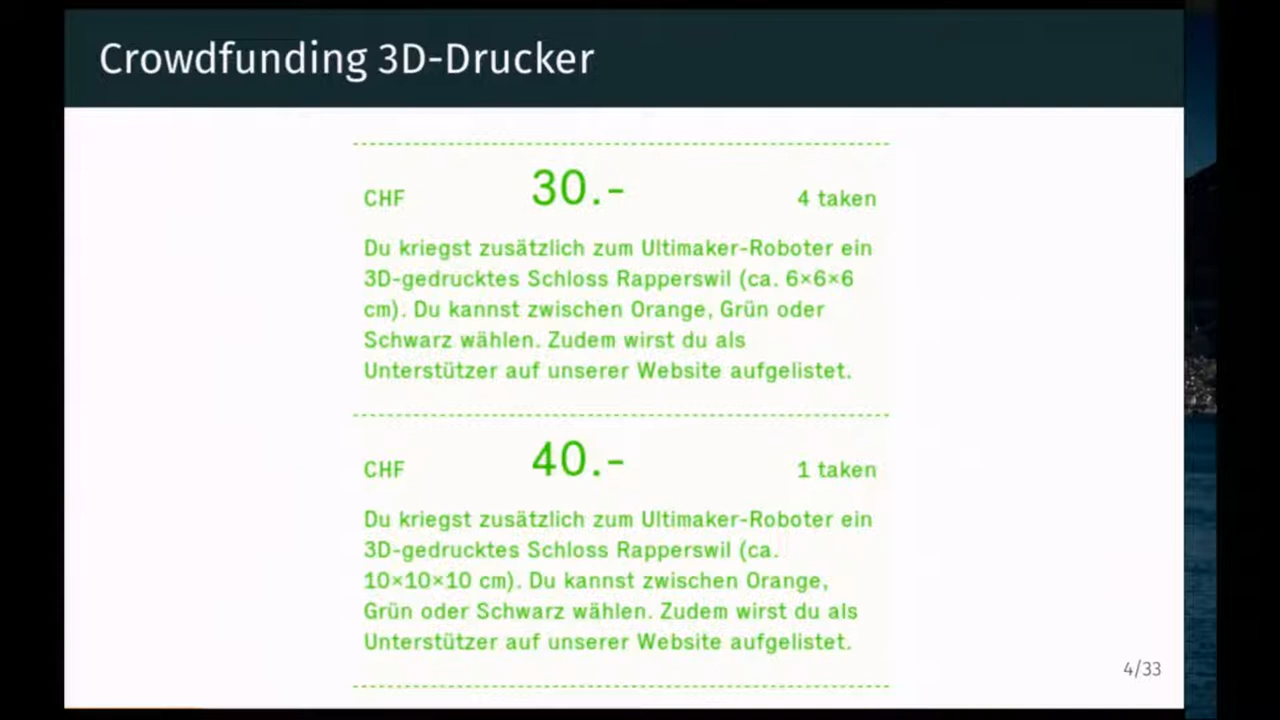 Crowdfunding 3D-Drucker
CHF 30.- 4 taken
Du kriegst zusätzlich zum Ultimaker-Roboter ein
3D-gedrucktes Schloss Rapperswil (ca. 6×6×6
cm). Du kannst zwischen Orange, Grün oder
Schwarz wählen. Zudem wirst du als
Unterstützer auf unserer Website aufgelistet.
CHF 40.- 1 taken
Du kriegst zusätzlich zum Ultimaker-Roboter ein
3D-gedrucktes Schloss Rapperswil (ca.
10×10×10 cm). Du kannst zwischen Orange,
Grün oder Schwarz wählen. Zudem wirst du als
Unterstützer auf unserer Website aufgelistet.
4/33